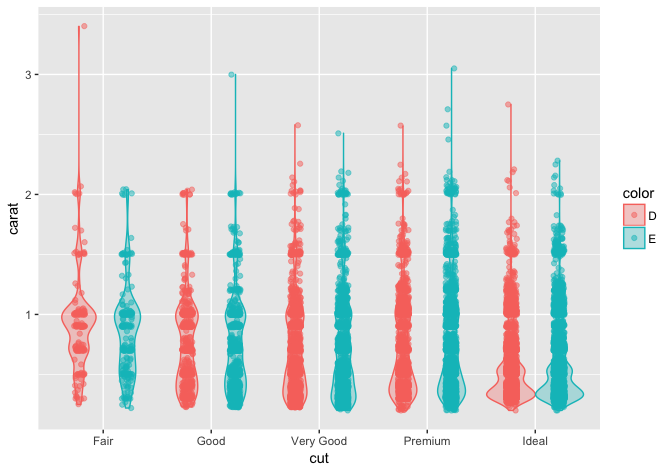 3
2
1
carat
Fair
Good
Very Good
Premium
Ideal
cut
color
D
E